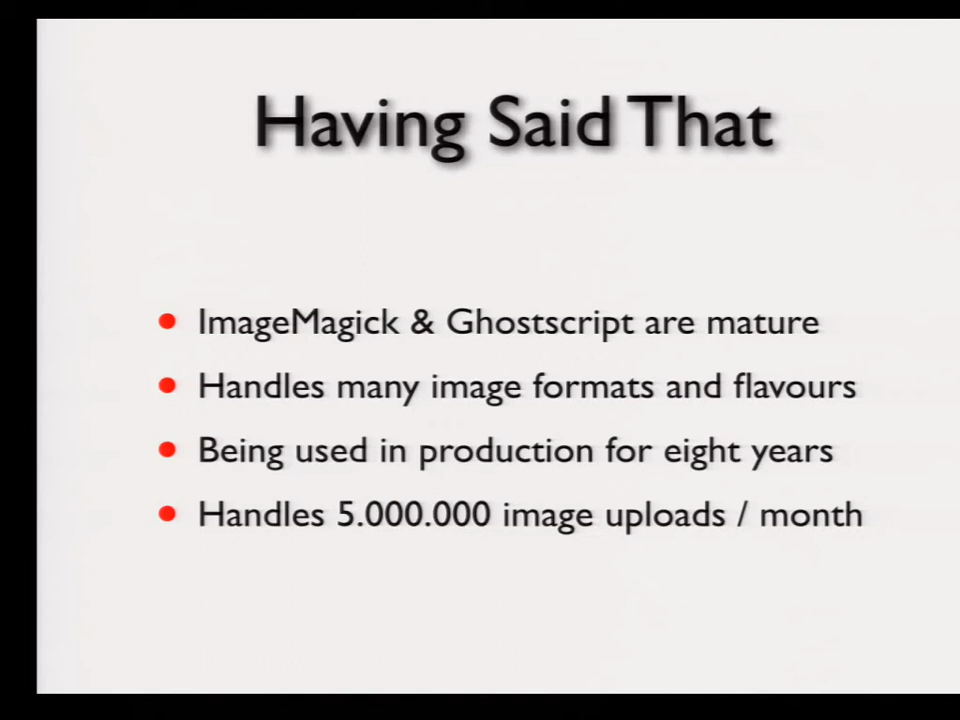 Having Said That
• ImageMagick & Ghostscript are mature
• Handles many image formats and flavours
• Being used in production for eight years
• Handles 5.000.000 image uploads / month